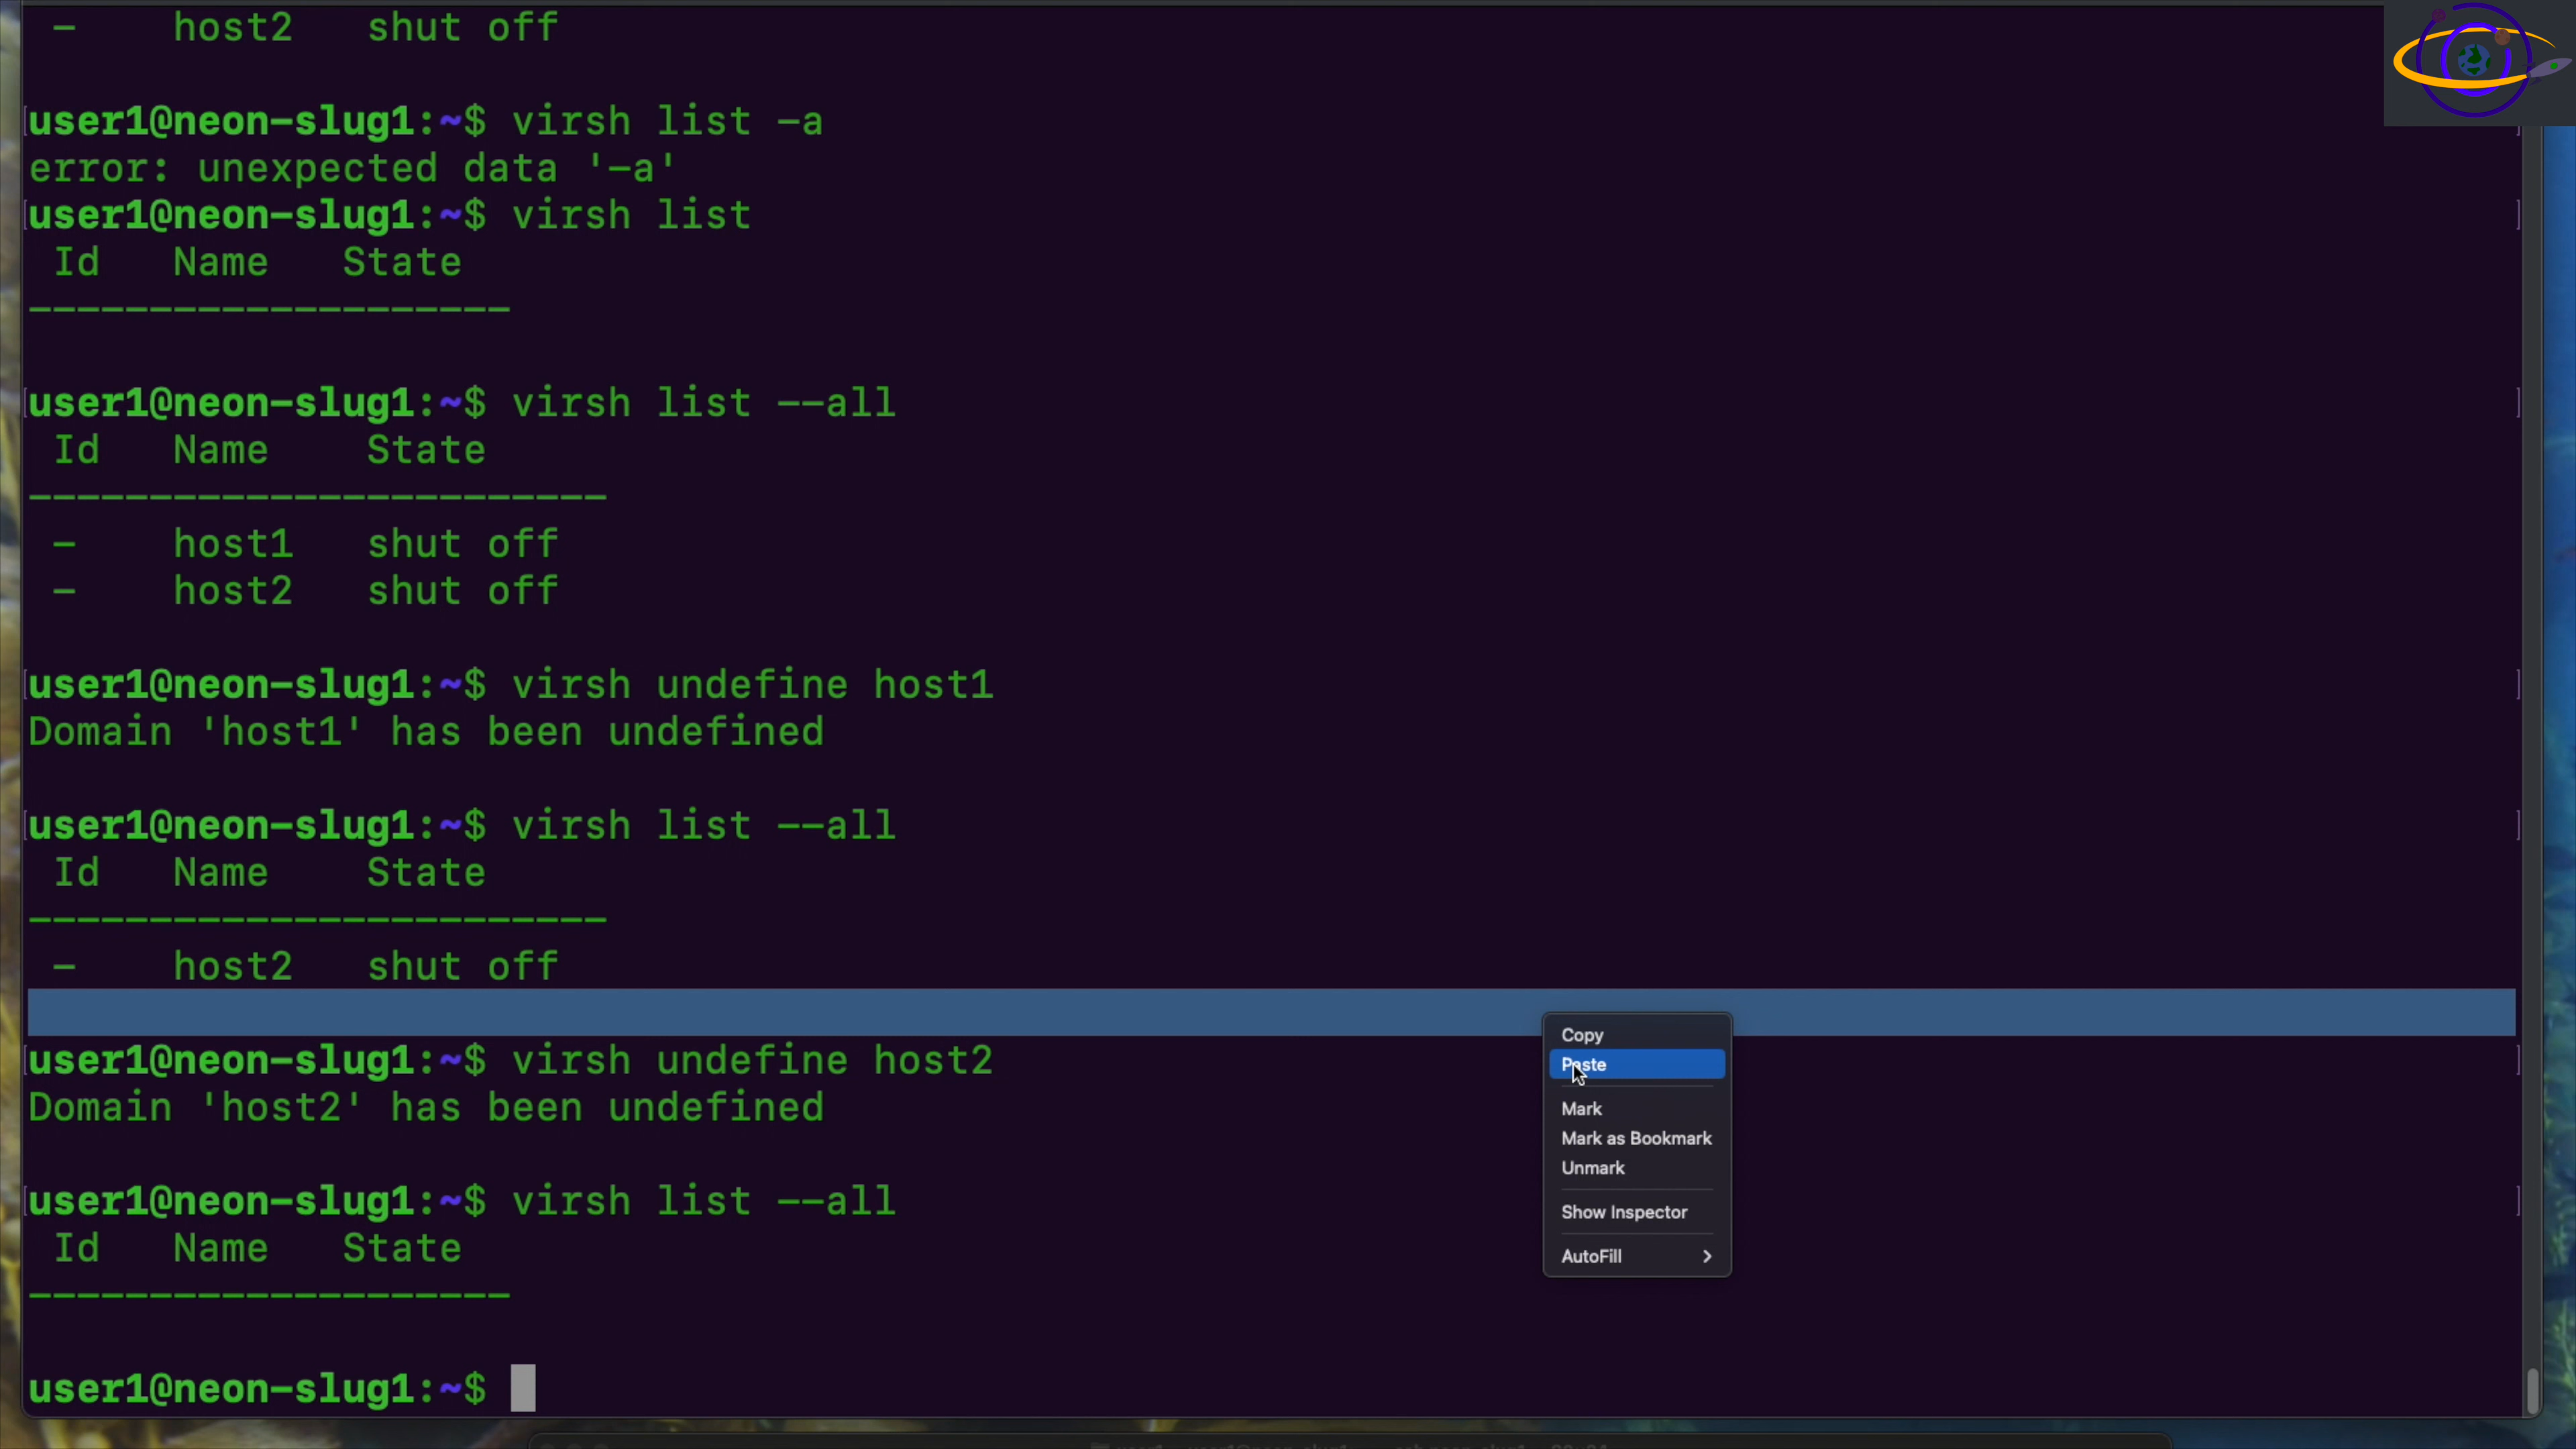 – host2 shut off
user1@neon-slug1:~$ virsh list -a
error: unexpected data '-a'
user1@neon-slug1:~$ virsh list
Id Name State
--------------------
user1@neon-slug1:~$ virsh list --all
Id Name State
------------------------
- host1 shut off
- host2 shut off
user1@neon-slug1:~$ virsh undefine host1
Domain 'host1' has been undefined
user1@neon-slug1:~$ virsh list --all
Id Name State
------------------------
- host2 shut off
user1@neon-slug1:~$ virsh undefine host2
Domain 'host2' has been undefined
user1@neon-slug1:~$ virsh list --all
Id Name State
--------------------
user1@neon-slug1:~$
Copy
Paste
Mark
Mark as Bookmark
Unmark
Show Inspector
AutoFill